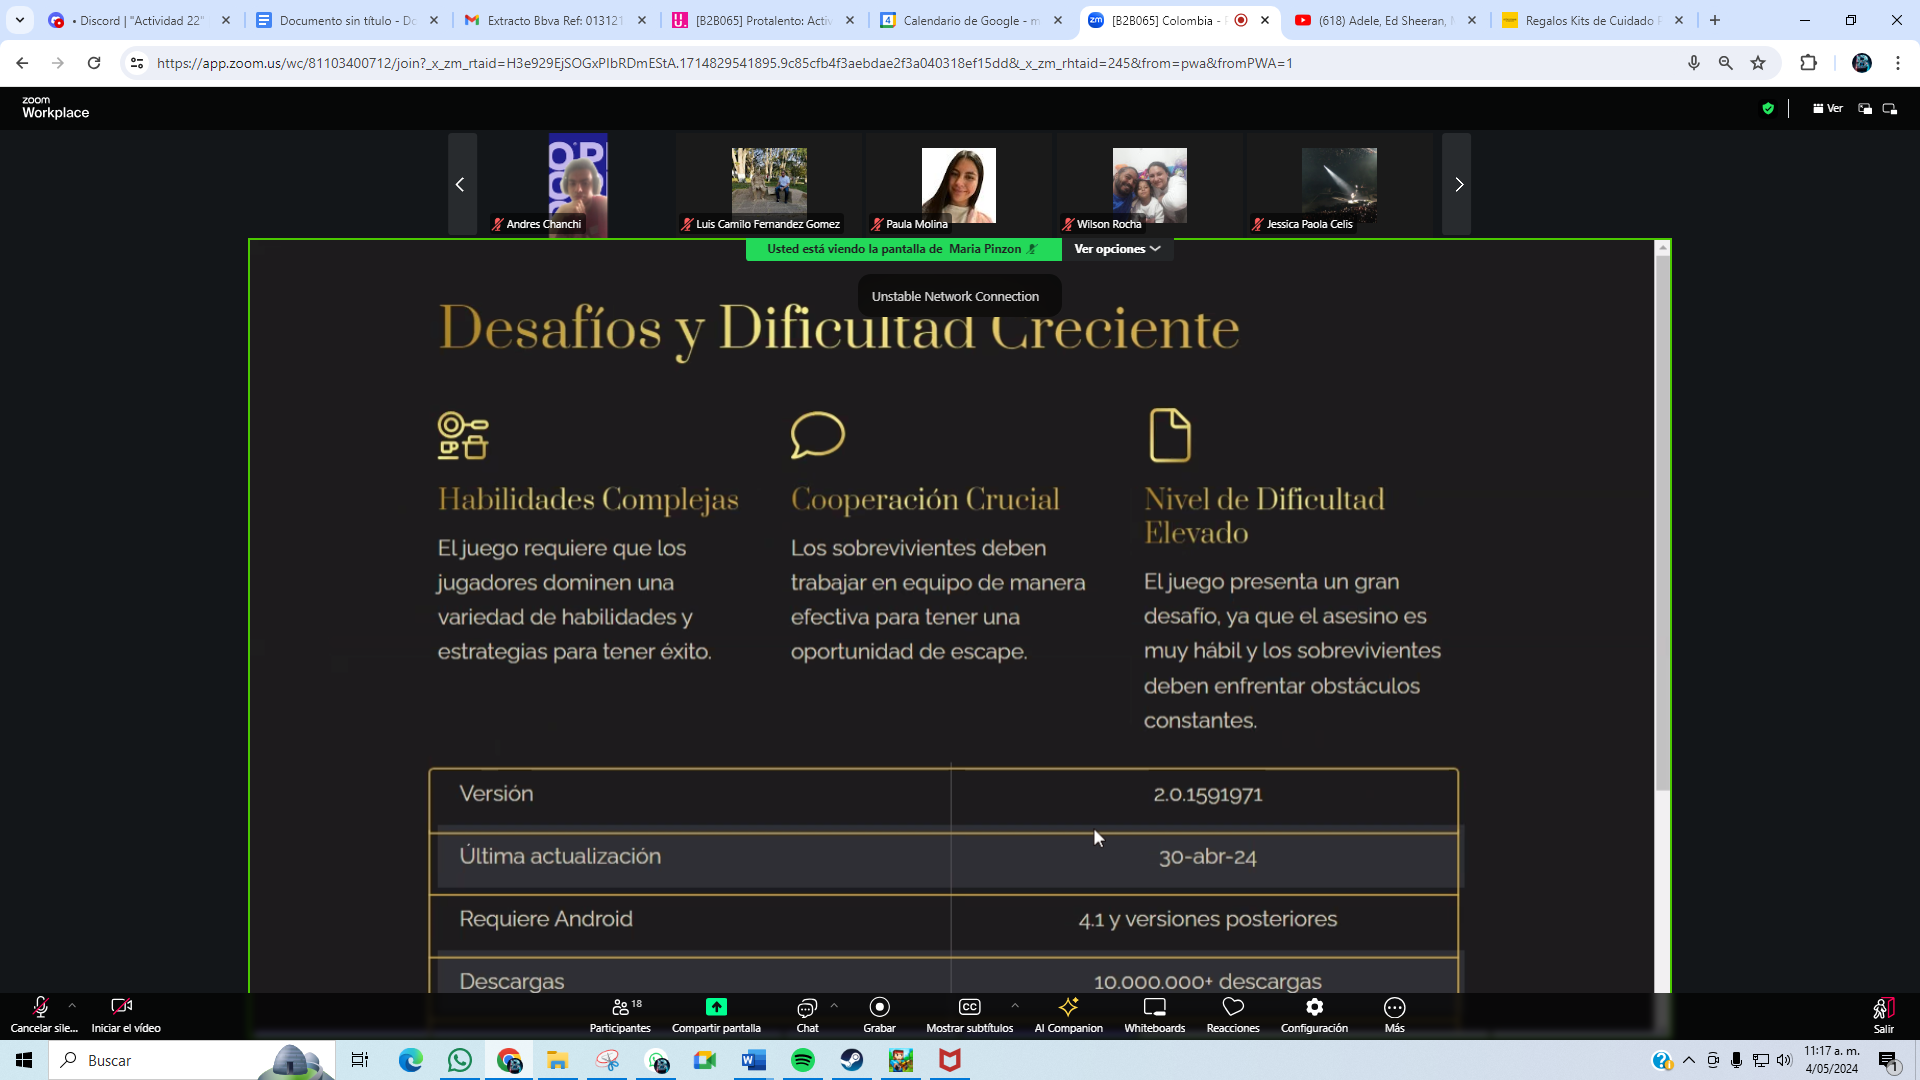 • Discord | "Actividad 22"
Documento sin título - Do
Extracto Bbva Ref: 013121
[B2B065] Protalento: Activ
Calendario de Google - m
[B2B065] Colombia -
(618) Adele, Ed Sheeran,
Regalos Kits de Cuidado
https://app.zoom.us/wc/81103400712/join?_x_zm_rtaid=H3e929EjSOGxPIbRDmEStA.1714829541895.9c85cfb4f3aebdae2f3a040318ef15dd&_x_zm_rhtaid=245&from=pwa&fromPWA=1
zoom
Workplace
Ver
Andres Chanchi
Luis Camilo Fernandez Gomez
Paula Molina
Wilson Rocha
Jessica Paola Celis
Usted está viendo la pantalla de Maria Pinzon
Ver opciones
Unstable Network Connection
Desafíos y Dificultad Creciente
Habilidades Complejas
El juego requiere que los
jugadores dominen una
variedad de habilidades y
estrategias para tener éxito.
Cooperación Crucial
Los sobrevivientes deben
trabajar en equipo de manera
efectiva para tener una
oportunidad de escape.
Nivel de Dificultad
Elevado
El juego presenta un gran
desafío, ya que el asesino es
muy hábil y los sobrevivientes
deben enfrentar obstáculos
constantes.
Versión 2.0.1591971
Última actualización 30-abr-24
Requiere Android 4.1 y versiones posteriores
Descargas 10.000.000+ descargas
Cancelar sile...
Iniciar el vídeo
Participantes 18
Compartir pantalla
Chat
Grabar
Mostrar subtítulos
AI Companion
Whiteboards
Reacciones
Configuración
Más
Salir
Buscar
11:17 a. m.
4/05/2024
1